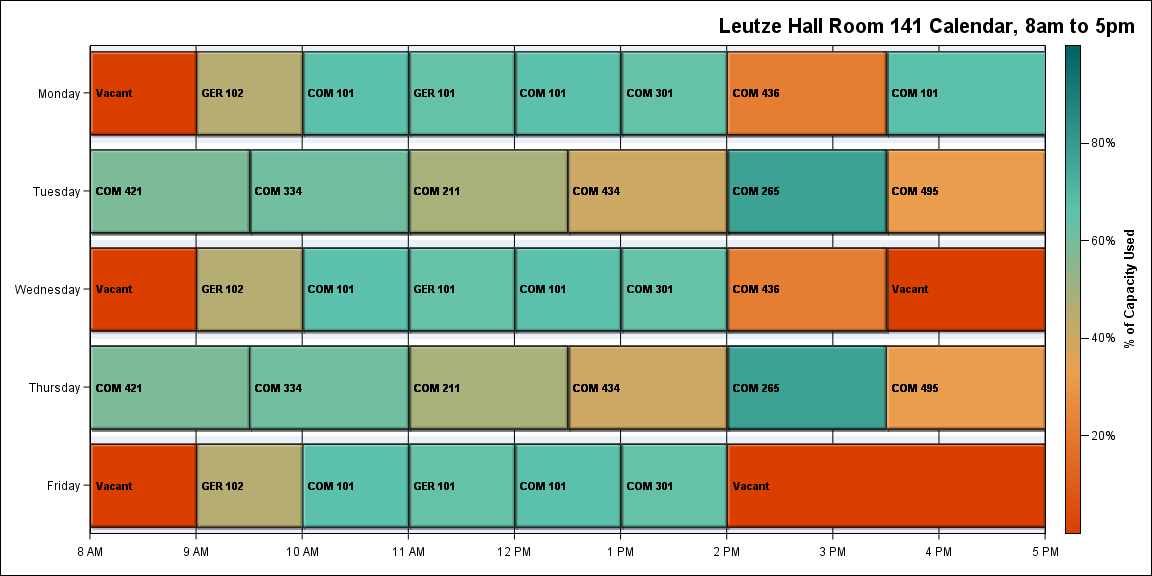 Leutze Hall Room 141 Calendar, 8am to 5pm
Monday Vacant GER 102 COM 101 GER 101 COM 101 COM 301 COM 436 COM 101
Tuesday COM 421 COM 334 COM 211 COM 434 COM 265 COM 495
Wednesday Vacant GER 102 COM 101 GER 101 COM 101 COM 301 COM 436 Vacant
Thursday COM 421 COM 334 COM 211 COM 434 COM 265 COM 495
Friday Vacant GER 102 COM 101 GER 101 COM 101 COM 301 Vacant
8 AM 9 AM 10 AM 11 AM 12 PM 1 PM 2 PM 3 PM 4 PM 5 PM
80%
60%
40%
20%
% of Capacity Used